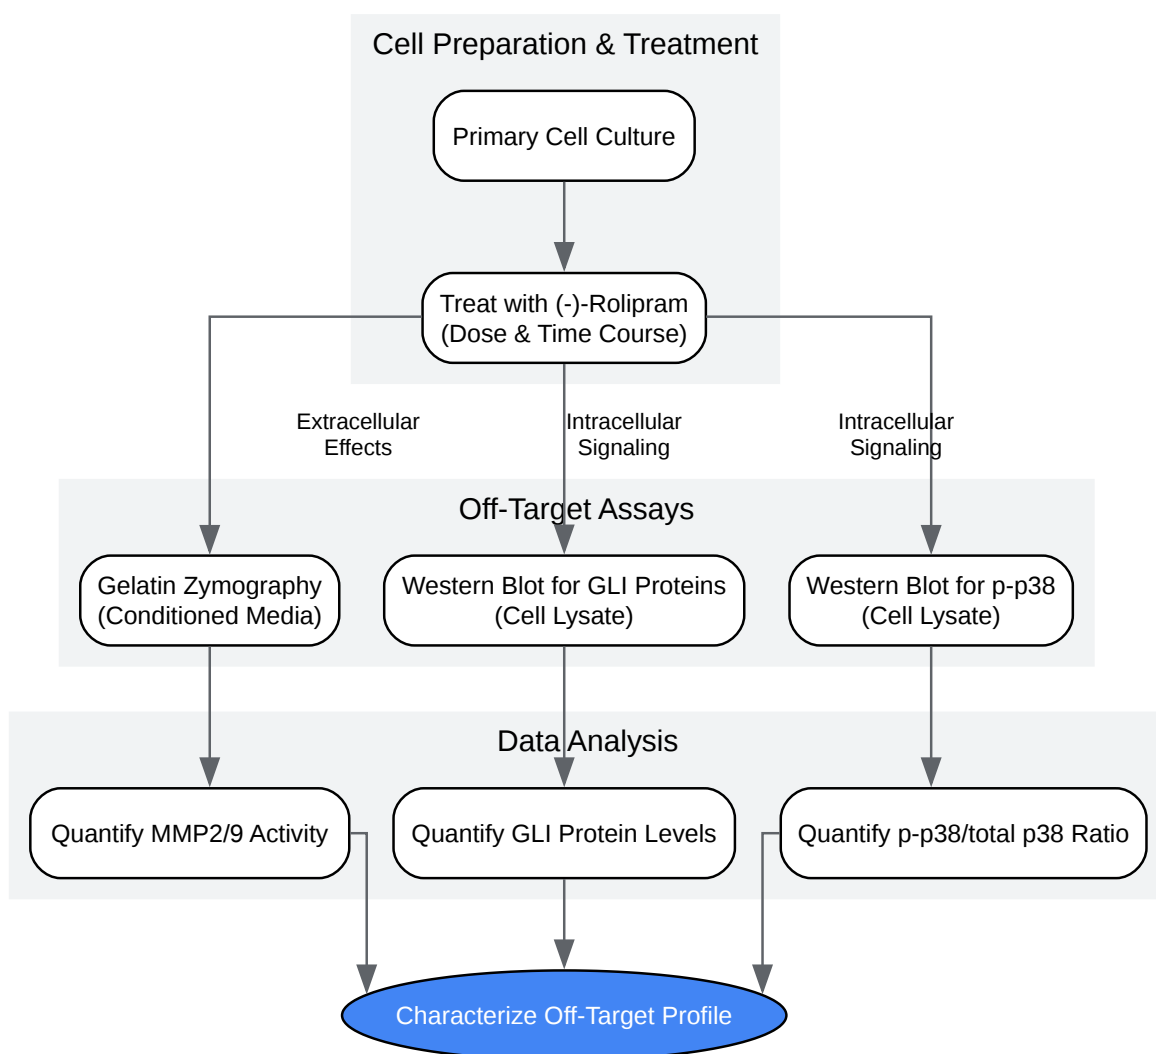 Cell Preparation & Treatment
Primary Cell Culture
Treat with (-)-Rolipram
(Dose & Time Course)
Extracellular
Effects
Intracellular
Signaling
Intracellular
Signaling
Off-Target Assays
Gelatin Zymography
(Conditioned Media)
Western Blot for GLI Proteins
(Cell Lysate)
Western Blot for p-p38
(Cell Lysate)
Data Analysis
Quantify MMP2/9 Activity
Quantify GLI Protein Levels
Quantify p-p38/total p38 Ratio
Characterize Off-Target Profile